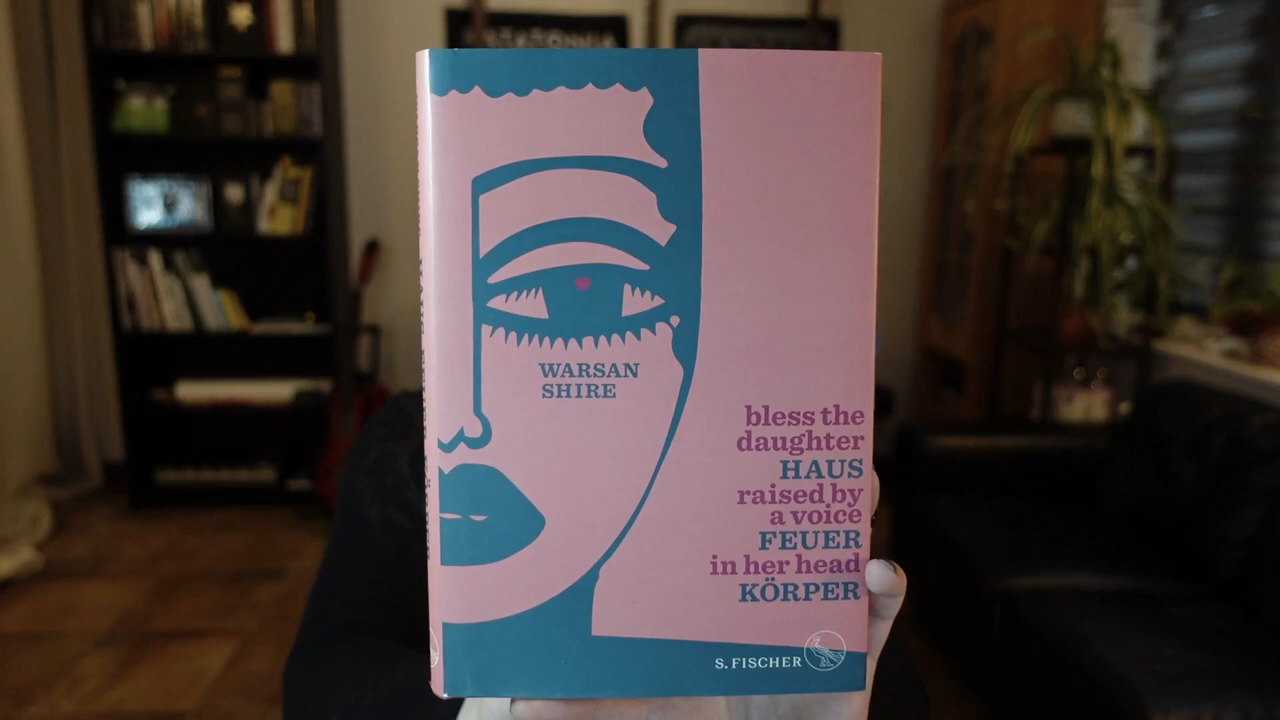 WARSAN
SHIRE
bless the
daughter
HAUS
raised by
a voice
FEUER
in her head
KÖRPER
S. FISCHER